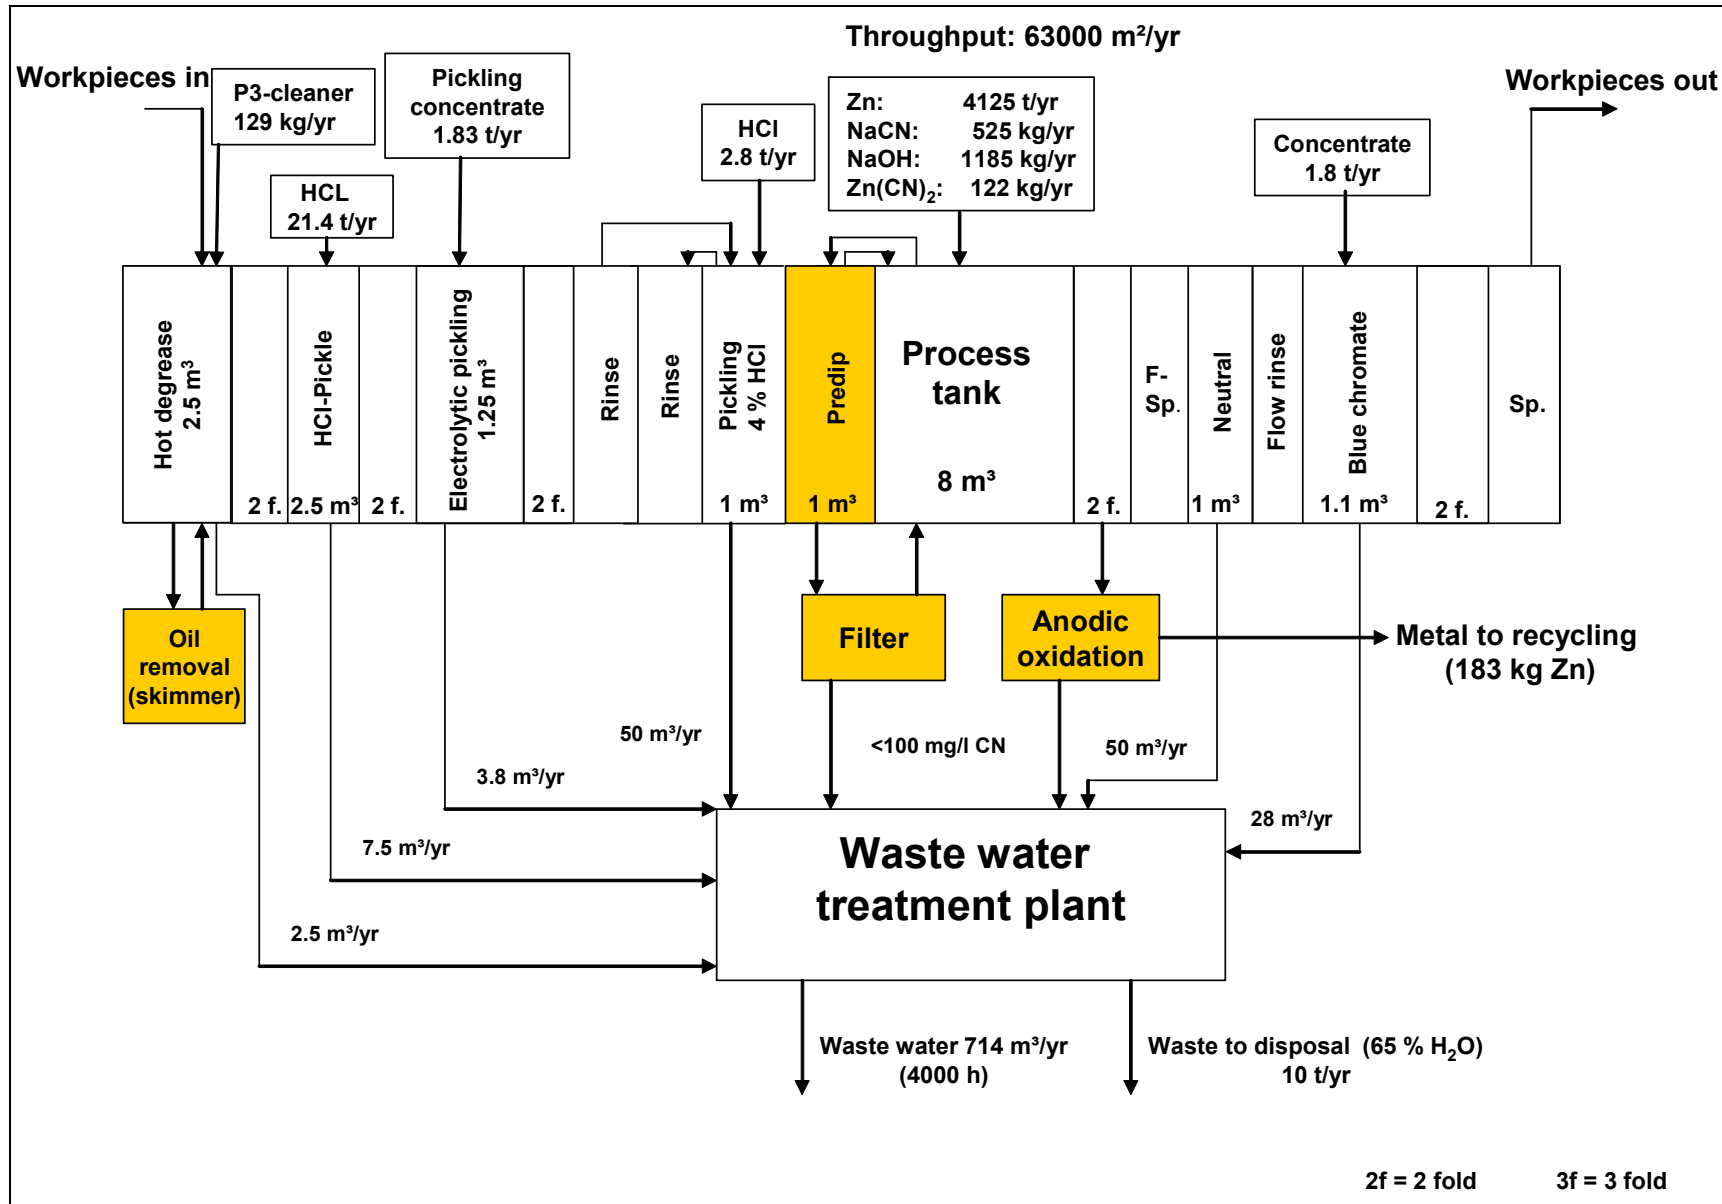 Throughput: 63000 m²/yr
Workpieces in
P3-cleaner
129 kg/yr
Pickling
concentrate
1.83 t/yr
HCL
21.4 t/yr
HCl
2.8 t/yr
Zn: 4125 t/yr
NaCN: 525 kg/yr
NaOH: 1185 kg/yr
Zn(CN)₂: 122 kg/yr
Concentrate
1.8 t/yr
Workpieces out
Hot degrease
2.5 m³
2 f.
HCl-Pickle
2.5 m³
2 f.
Electrolytic pickling
1.25 m³
2 f.
Rinse
Rinse
Pickling
4 % HCl
1 m³
Predip
1 m³
Process
tank
8 m³
2 f.
F-
Sp.
Neutral
1 m³
Flow rinse
Blue chromate
1.1 m³
2 f.
Sp.
Oil
removal
(skimmer)
Filter
Anodic
oxidation
Metal to recycling
(183 kg Zn)
50 m³/yr
<100 mg/l CN
50 m³/yr
3.8 m³/yr
28 m³/yr
7.5 m³/yr
2.5 m³/yr
Waste water
treatment plant
Waste water 714 m³/yr
(4000 h)
Waste to disposal (65 % H₂O)
10 t/yr
2f = 2 fold 3f = 3 fold